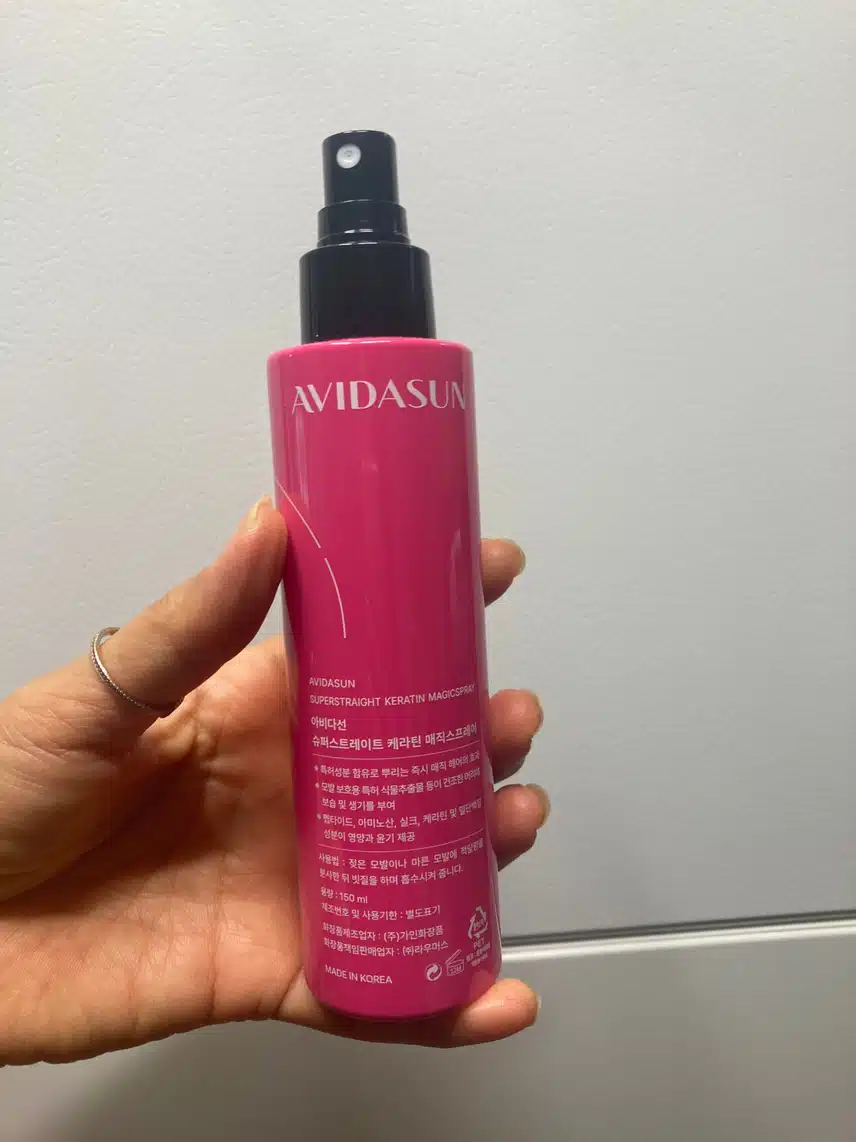 AVIDASUN
AVIDASUN
SUPERSTRAIGHT KERATIN MAGICSPRAY
아비다선
슈퍼스트레이트 케라틴 매직스프레이
• 특허성분 함유로 뿌리는 즉시 매직 헤어의 효과
• 모발 보호용 특허 식물추출물 등이 건조한 머리에
보습 및 생기를 부여
• 펩타이드, 아미노산, 실크, 케라틴 및 밀단백질
성분이 영양과 윤기 제공
사용법 : 젖은 모발이나 마른 모발에 적당량을
분사한 뒤 빗질을 하며 흡수시켜 줍니다.
용량 : 150 ml
제조번호 및 사용기한 : 별도표기
화장품제조업자 : (주)가인화장품
화장품책임판매업자 : (주)라우머스
MADE IN KOREA
12M
PET